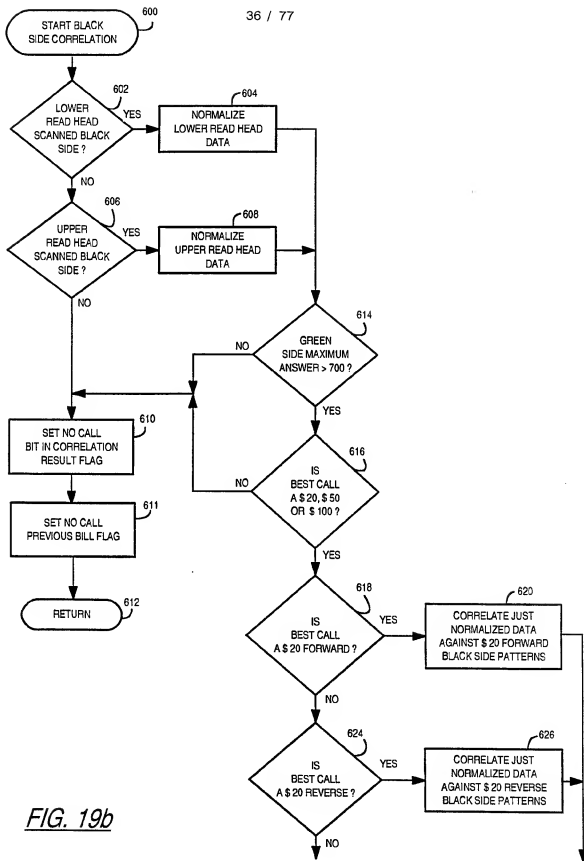 36 / 77
600
START BLACK
SIDE CORRELATION
602
LOWER
READ HEAD
SCANNED BLACK
SIDE ?
YES
NO
604
NORMALIZE
LOWER READ HEAD
DATA
606
UPPER
READ HEAD
SCANNED BLACK
SIDE ?
YES
NO
608
NORMALIZE
UPPER READ HEAD
DATA
614
GREEN
SIDE MAXIMUM
ANSWER > 700 ?
NO
YES
610
SET NO CALL
BIT IN CORRELATION
RESULT FLAG
616
IS
BEST CALL
A $ 20, $ 50
OR $ 100 ?
NO
YES
611
SET NO CALL
PREVIOUS BILL FLAG
612
RETURN
618
IS
BEST CALL
A $ 20 FORWARD ?
YES
NO
620
CORRELATE JUST
NORMALIZED DATA
AGAINST $ 20 FORWARD
BLACK SIDE PATTERNS
624
IS
BEST CALL
A $ 20 REVERSE ?
YES
NO
626
CORRELATE JUST
NORMALIZED DATA
AGAINST $ 20 REVERSE
BLACK SIDE PATTERNS
FIG. 19b